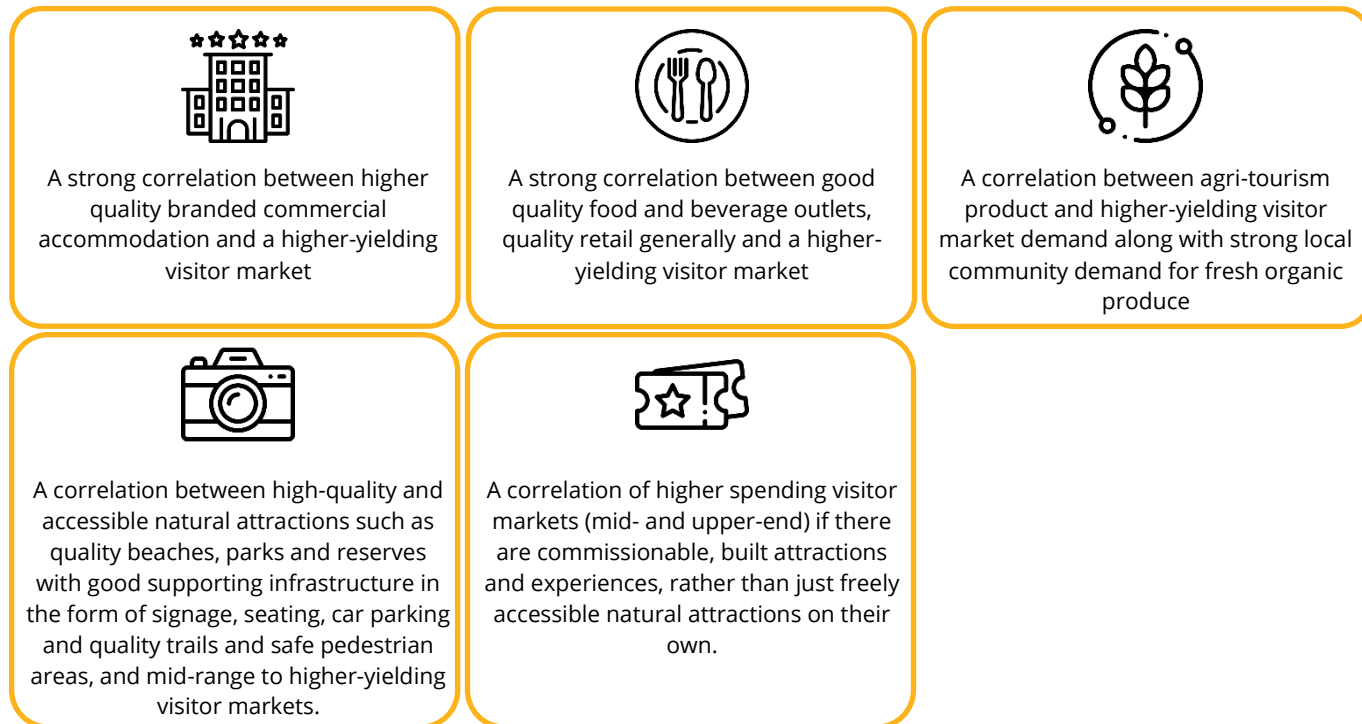 A strong correlation between higher
quality branded commercial
accommodation and a higher-yielding
visitor market
A strong correlation between good
quality food and beverage outlets,
quality retail generally and a higher-
yielding visitor market
A correlation between agri-tourism
product and higher-yielding visitor
market demand along with strong local
community demand for fresh organic
produce
A correlation between high-quality and
accessible natural attractions such as
quality beaches, parks and reserves
with good supporting infrastructure in
the form of signage, seating, car parking
and quality trails and safe pedestrian
areas, and mid-range to higher-yielding
visitor markets.
A correlation of higher spending visitor
markets (mid- and upper-end) if there
are commissionable, built attractions
and experiences, rather than just freely
accessible natural attractions on their
own.